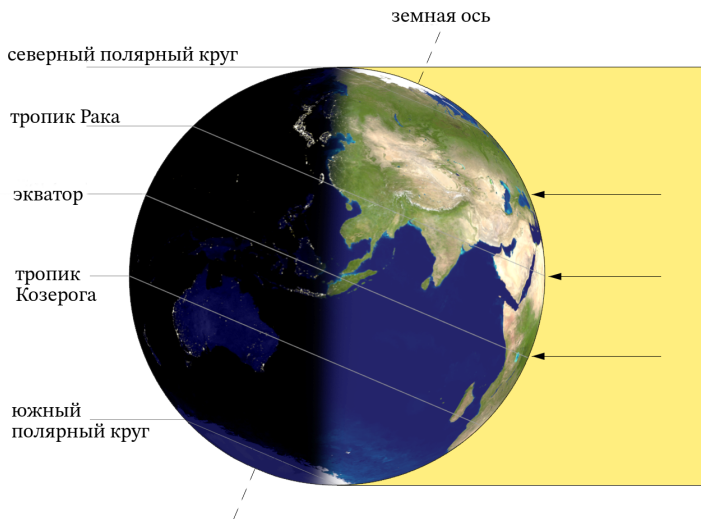 земная ось
северный полярный круг
тропик Рака
экватор
тропик
Козерога
южный
полярный круг